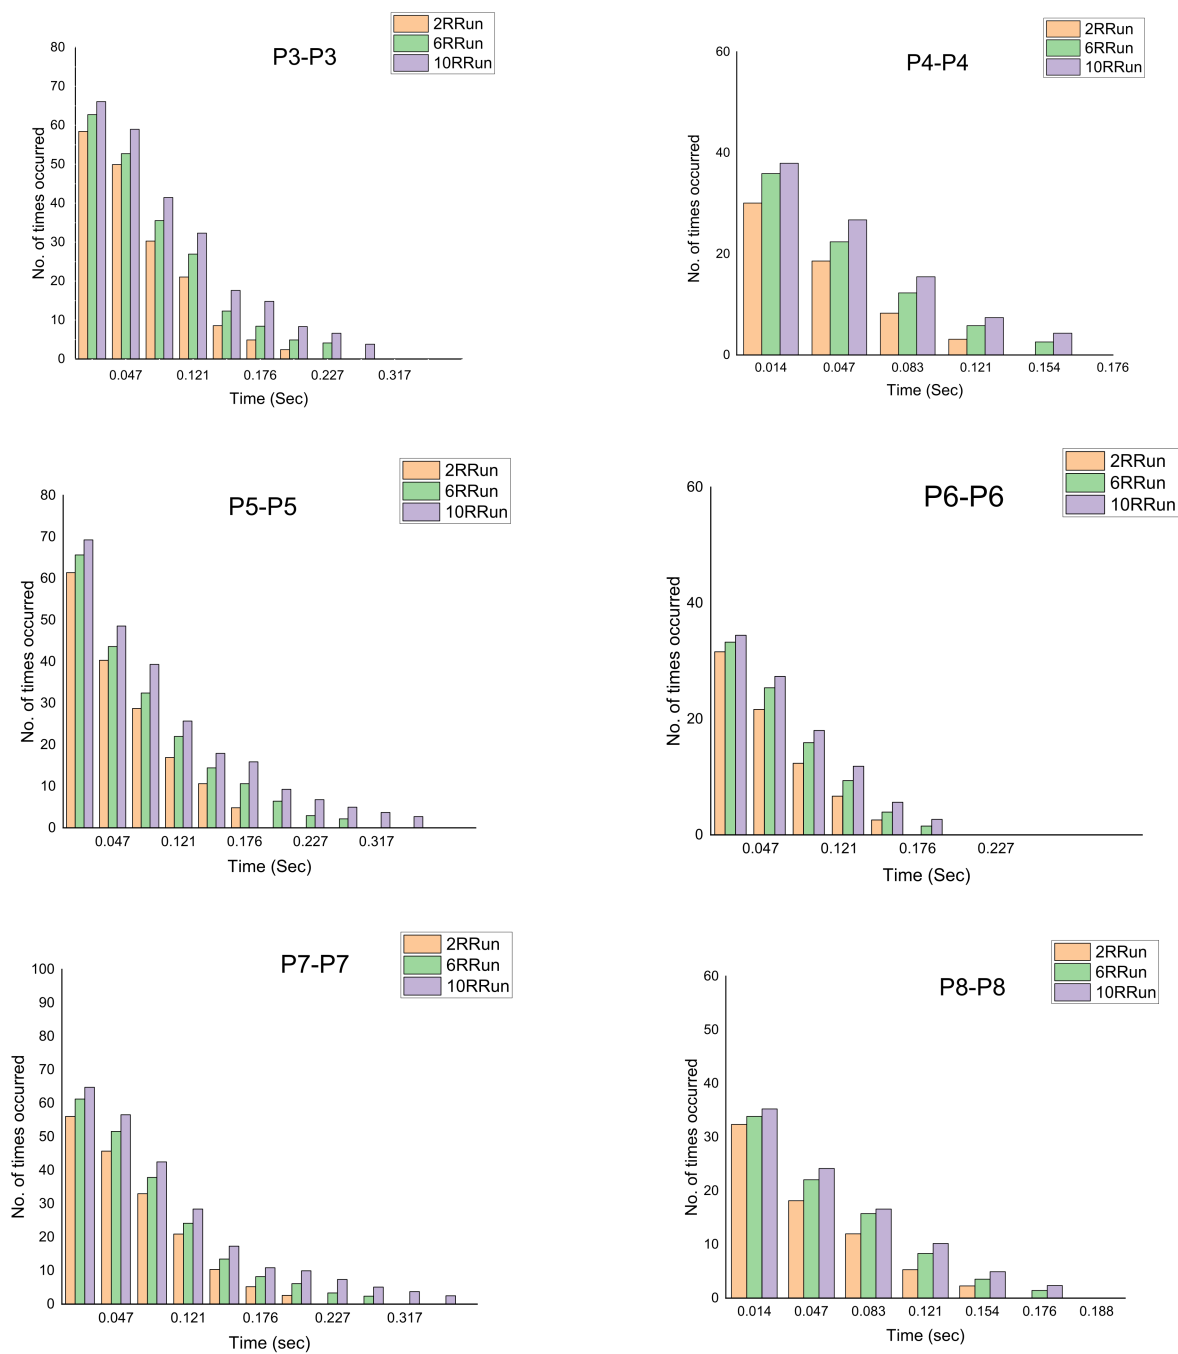 P3-P3
2RRun
6RRun
10RRun
80
70
60
50
40
30
20
10
0
No. of times occurred
0.047 0.121 0.176 0.227 0.317
Time (Sec)
P4-P4
2RRun
6RRun
10RRun
60
40
20
0
No. of times occurred
0.014 0.047 0.083 0.121 0.154 0.176
Time (Sec)
P5-P5
2RRun
6RRun
10RRun
80
70
60
50
40
30
20
10
0
No. of times occurred
0.047 0.121 0.176 0.227 0.317
Time (Sec)
P6-P6
2RRun
6RRun
10RRun
60
40
20
0
No. of times occurred
0.047 0.121 0.176 0.227
Time (Sec)
P7-P7
2RRun
6RRun
10RRun
100
90
80
70
60
50
40
30
20
10
0
No. of times occurred
0.047 0.121 0.176 0.227 0.317
Time (sec)
P8-P8
2RRun
6RRun
10RRun
60
50
40
30
20
10
0
No. of times occurred
0.014 0.047 0.083 0.121 0.154 0.176 0.188
Time (sec)